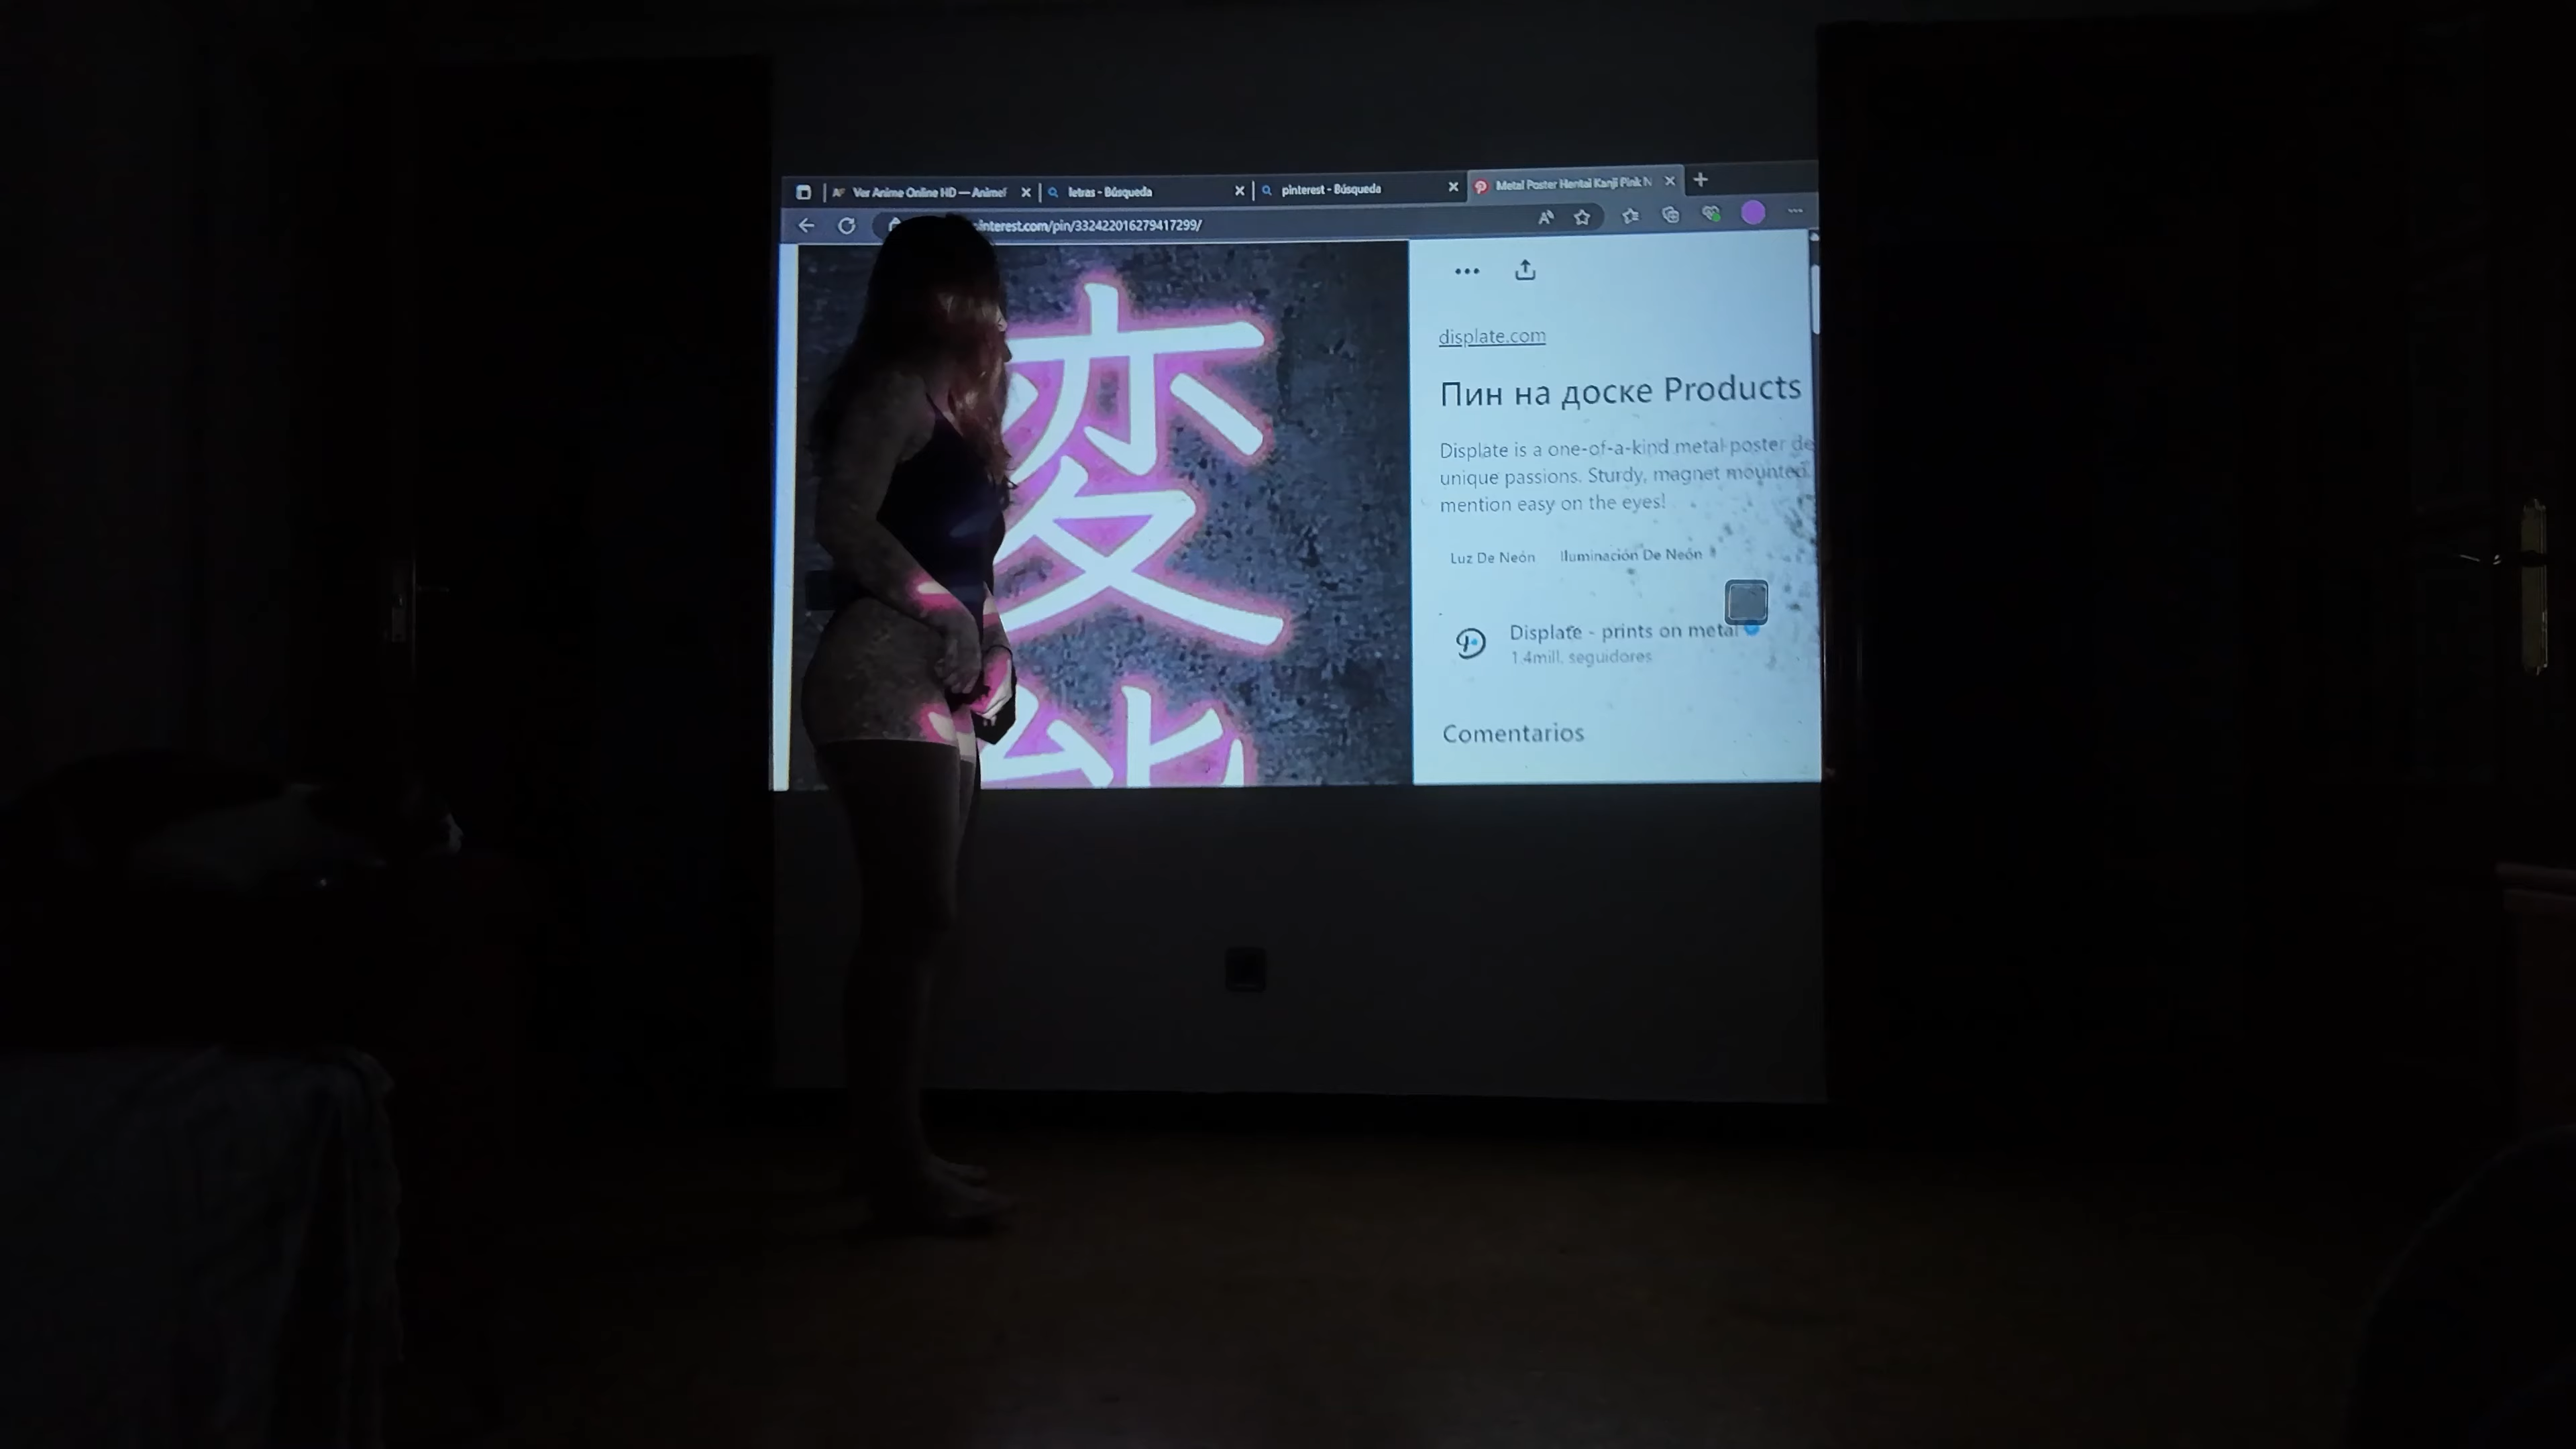 Ver Anime Online HD — AnimeF
letras - Búsqueda
pinterest - Búsqueda
Metal Poster Hentai Kanji Pink N
interest.com/pin/332422016279417299/
変
displate.com
Пин на доске Products
Displate is a one-of-a-kind metal poster de
unique passions. Sturdy, magnet mounted
mention easy on the eyes!
Luz De Neón Iluminación De Neón
Displate - prints on metal
1.4mill. seguidores
Comentarios